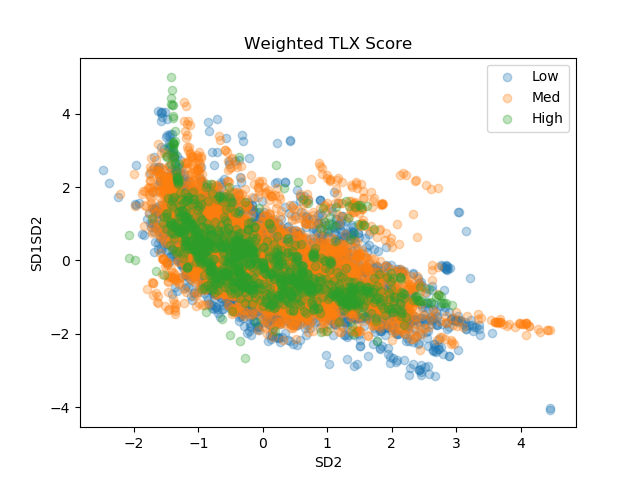 Weighted TLX Score
Low
Med
High
4
2
0
−2
−4
SD1SD2
−2 −1 0 1 2 3 4
SD2